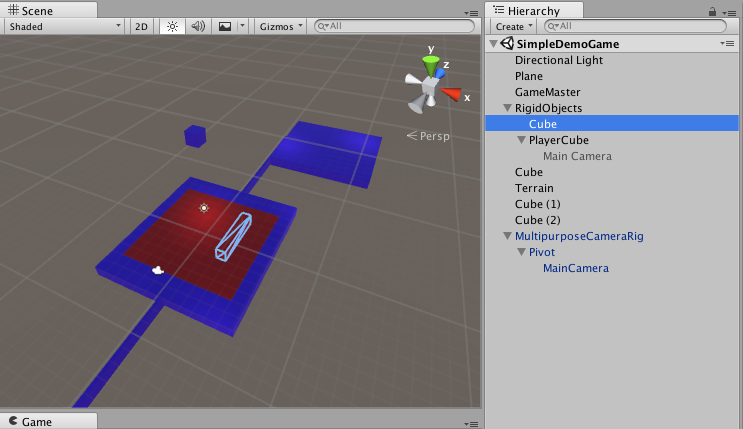 Scene
Shaded 2D Gizmos All
y
z
x
Persp
Game
Hierarchy
Create All
SimpleDemoGame
Directional Light
Plane
GameMaster
RigidObjects
Cube
PlayerCube
Main Camera
Cube
Terrain
Cube (1)
Cube (2)
MultipurposeCameraRig
Pivot
MainCamera